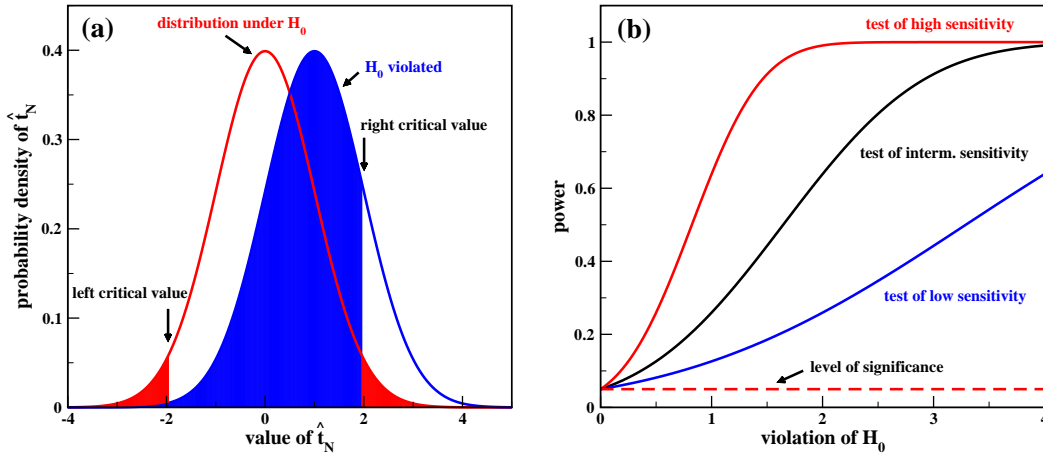 (a)
distribution under H₀
H₀ violated
right critical value
left critical value
probability density of t̂_N
0
0.1
0.2
0.3
0.4
-4
-2
0
2
4
value of t̂_N
(b)
test of high sensitivity
test of interm. sensitivity
test of low sensitivity
level of significance
power
0
0.2
0.4
0.6
0.8
1
0
1
2
3
4
violation of H₀